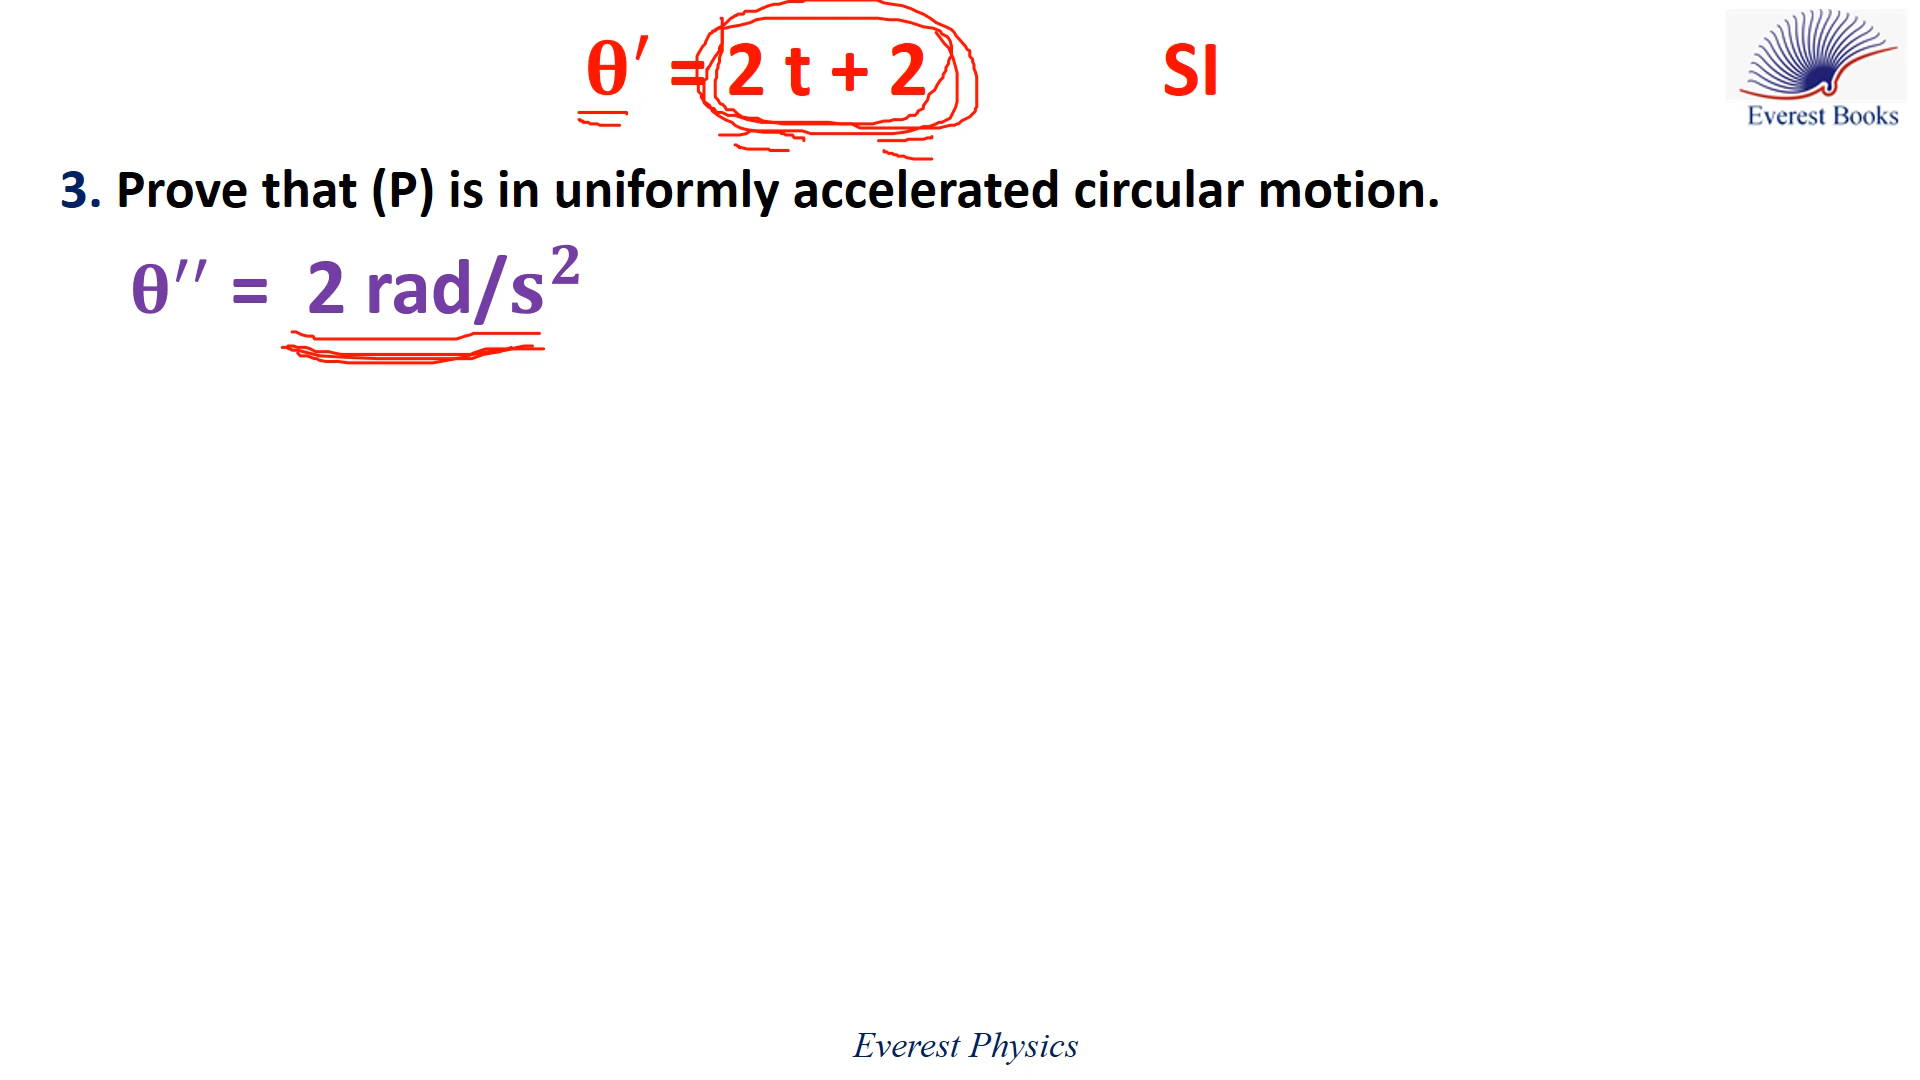 θ′ = 2 t + 2 SI
Everest Books
3. Prove that (P) is in uniformly accelerated circular motion.
θ′′ = 2 rad/s²
Everest Physics